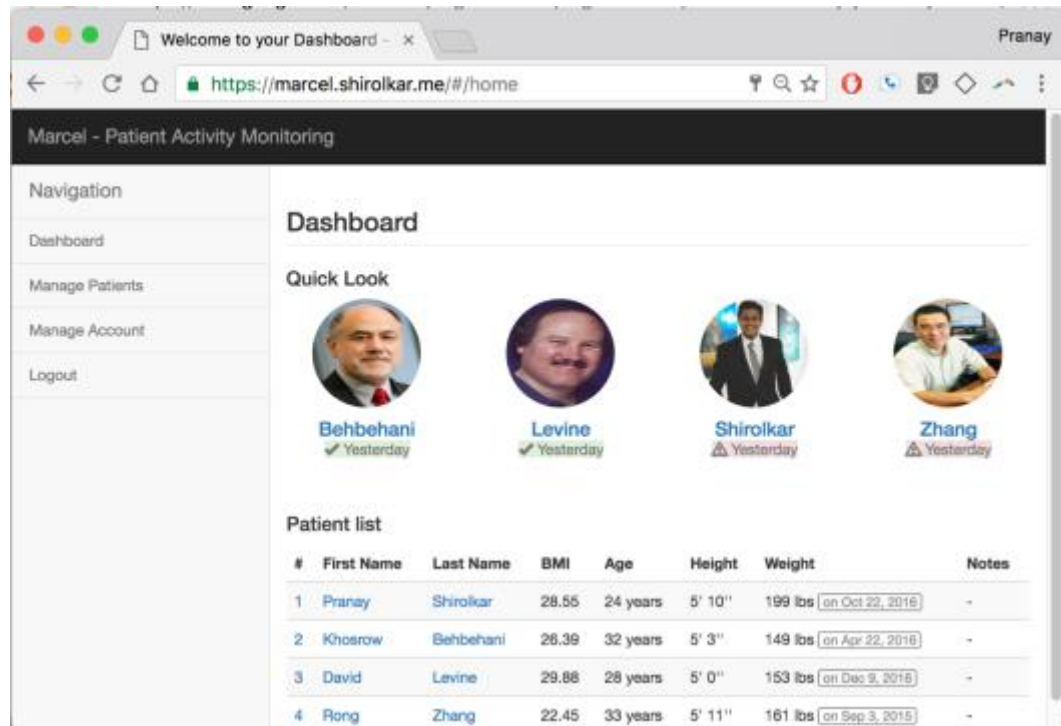 Welcome to your Dashboard -
Pranay
https://marcel.shirolkar.me/#/home
Marcel - Patient Activity Monitoring
Navigation
Dashboard
Manage Patients
Manage Account
Logout
Dashboard
Quick Look
Behbehani Levine Shirolkar Zhang
Yesterday Yesterday Yesterday Yesterday
Patient list
# First Name Last Name BMI Age Height Weight Notes
1 Pranay Shirolkar 28.55 24 years 5' 10'' 199 lbs on Oct 22, 2016 -
2 Khosrow Behbehani 26.39 32 years 5' 3'' 149 lbs on Apr 22, 2016 -
3 David Levine 29.88 28 years 5' 0'' 153 lbs on Dec 9, 2016 -
4 Rong Zhang 22.45 33 years 5' 11'' 161 lbs on Sep 3, 2015 -